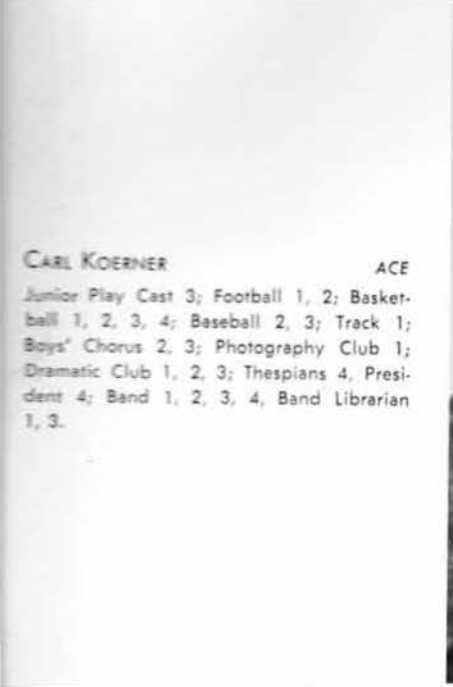 CARL KOERNER ACE
Junior Play Cast 3; Football 1, 2; Basket-
ball 1, 2, 3, 4; Baseball 2, 3; Track 1;
Boys' Chorus 2, 3; Photography Club 1;
Dramatic Club 1, 2, 3; Thespians 4, Presi-
dent 4; Band 1, 2, 3, 4, Band Librarian
1, 3.